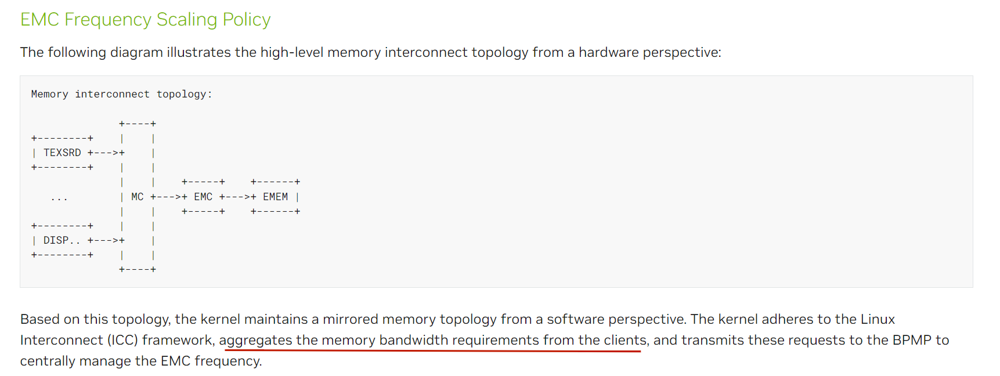 EMC Frequency Scaling Policy
The following diagram illustrates the high-level memory interconnect topology from a hardware perspective:
Memory interconnect topology:
                +----+
+--------+      |    |
| TEXSRD +--->+    |
+--------+      |    |
                |    |    +-----+    +------+
   ...          | MC +--->+ EMC +--->+ EMEM |
                |    |    +-----+    +------+
+--------+      |    |
| DISP.. +--->+    |
+--------+      |    |
                +----+
Based on this topology, the kernel maintains a mirrored memory topology from a software perspective. The kernel adheres to the Linux
Interconnect (ICC) framework, aggregates the memory bandwidth requirements from the clients, and transmits these requests to the BPMP to
centrally manage the EMC frequency.